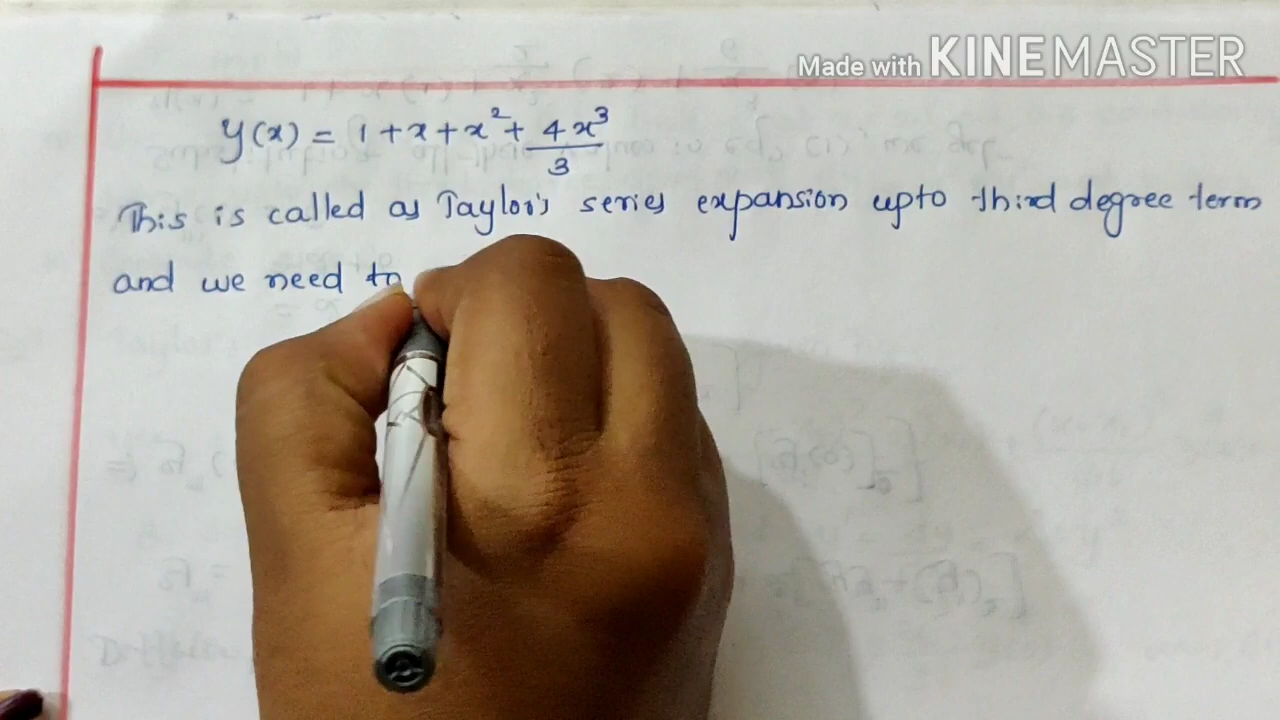 Made with KINEMASTER
y(x) = 1 + x + x² + 4x³/3
This is called as Taylor's series expansion upto third degree term
and we need to